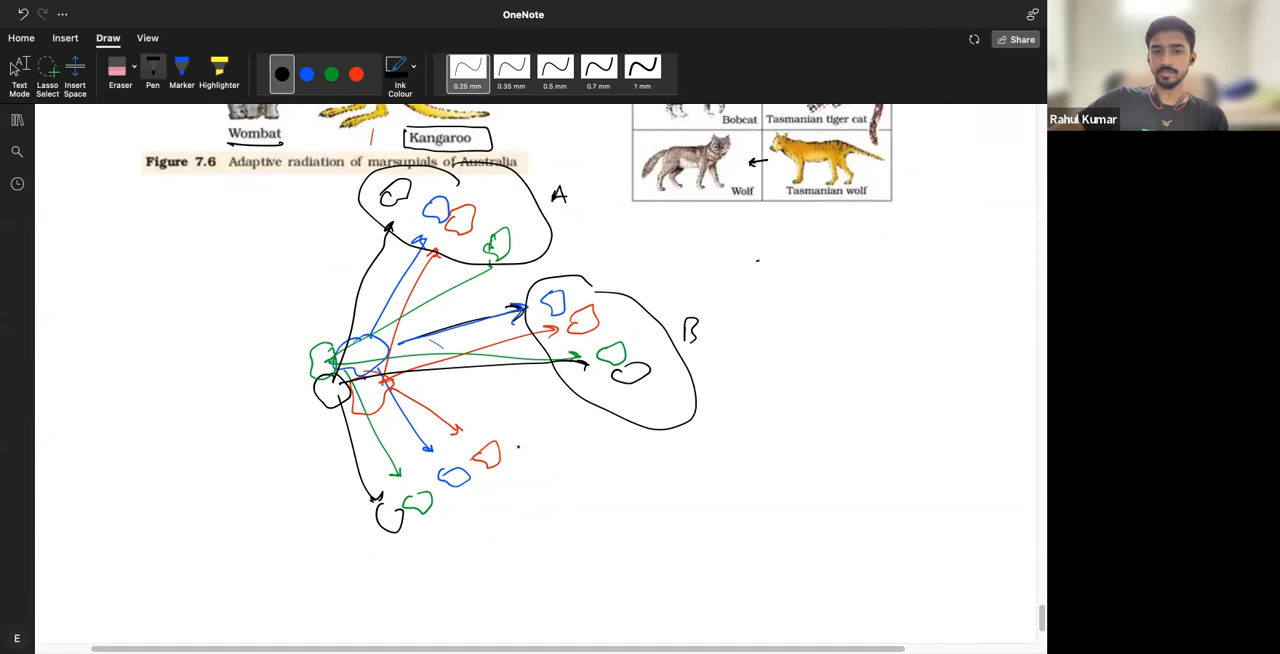 OneNote
Home Insert Draw View
Share
Text Mode
Lasso Select
Insert Space
Eraser
Pen
Marker
Highlighter
Ink Colour
0.25 mm
0.35 mm
0.5 mm
0.7 mm
1 mm
Rahul Kumar
Wombat
Kangaroo
Figure 7.6 Adaptive radiation of marsupials of Australia
Bobcat
Tasmanian tiger cat
Wolf
Tasmanian wolf
A
B
E